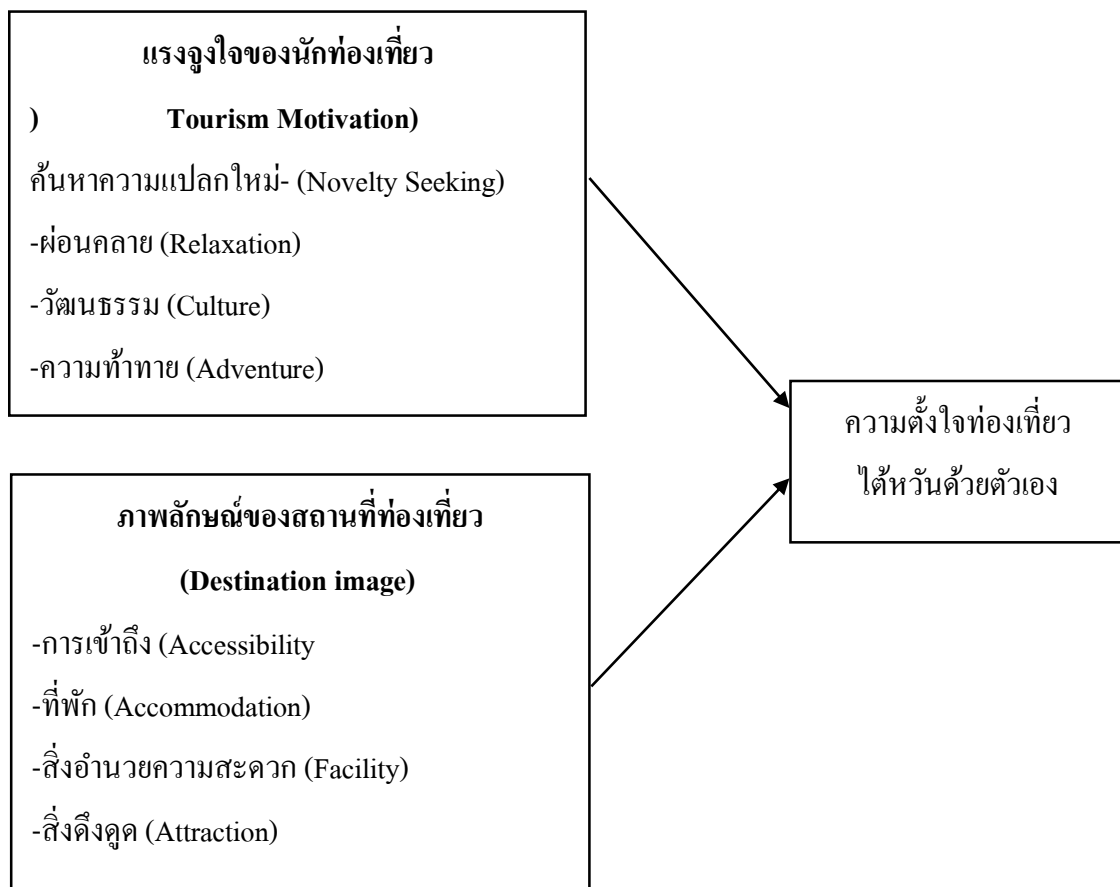 แรงจูงใจของนักท่องเที่ยว
) Tourism Motivation)
ค้นหาความแปลกใหม่- (Novelty Seeking)
-ผ่อนคลาย (Relaxation)
-วัฒนธรรม (Culture)
-ความท้าทาย (Adventure)
ความตั้งใจท่องเที่ยว
ไต้หวันด้วยตัวเอง
ภาพลักษณ์ของสถานที่ท่องเที่ยว
(Destination image)
-การเข้าถึง (Accessibility
-ที่พัก (Accommodation)
-สิ่งอำนวยความสะดวก (Facility)
-สิ่งดึงดูด (Attraction)